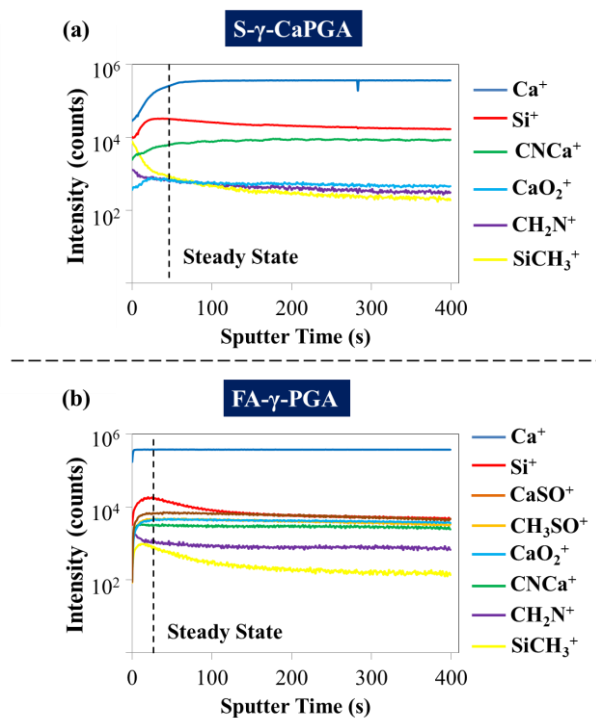 (a)
S-γ-CaPGA
10⁶
10⁴
10²
Intensity (counts)
Steady State
0 100 200 300 400
Sputter Time (s)
Ca⁺
Si⁺
CNCa⁺
CaO₂⁺
CH₂N⁺
SiCH₃⁺
(b)
FA-γ-PGA
10⁶
10⁴
10²
Intensity (counts)
Steady State
0 100 200 300 400
Sputter Time (s)
Ca⁺
Si⁺
CaSO⁺
CH₃SO⁺
CaO₂⁺
CNCa⁺
CH₂N⁺
SiCH₃⁺